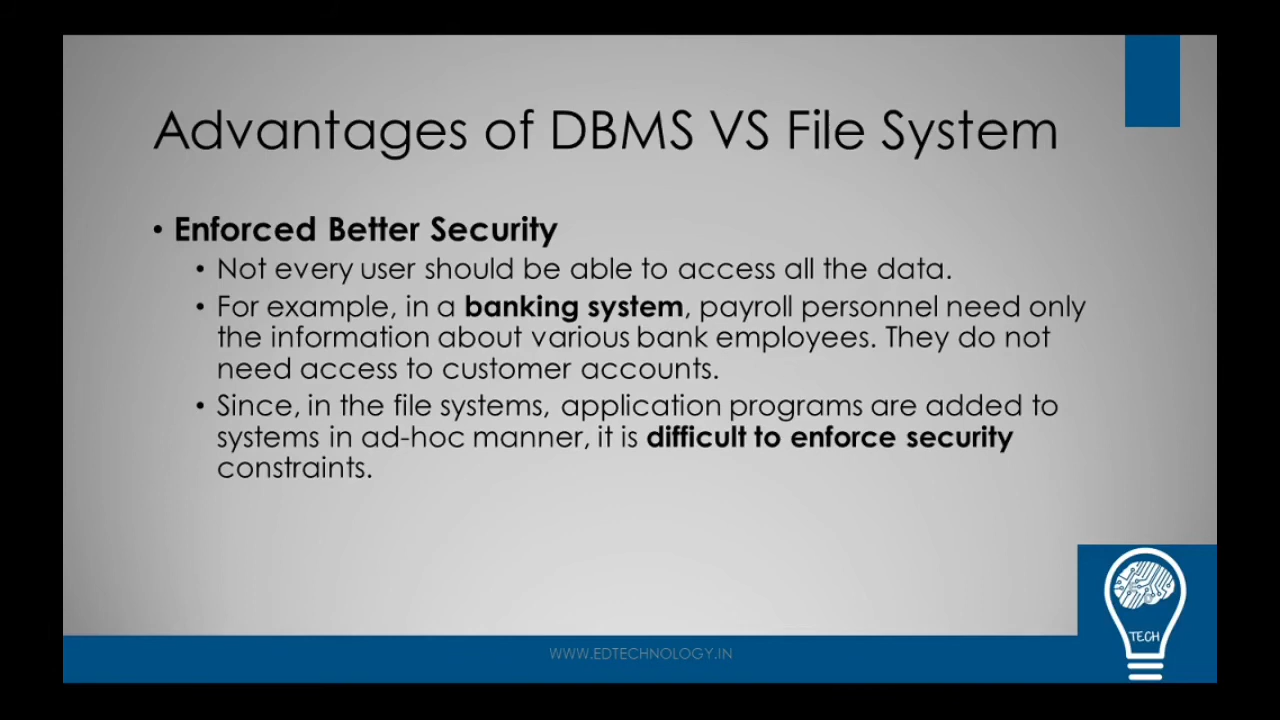 Advantages of DBMS VS File System
• Enforced Better Security
• Not every user should be able to access all the data.
• For example, in a banking system, payroll personnel need only
the information about various bank employees. They do not
need access to customer accounts.
• Since, in the file systems, application programs are added to
systems in ad-hoc manner, it is difficult to enforce security
constraints.
TECH
WWW.EDTECHNOLOGY.IN